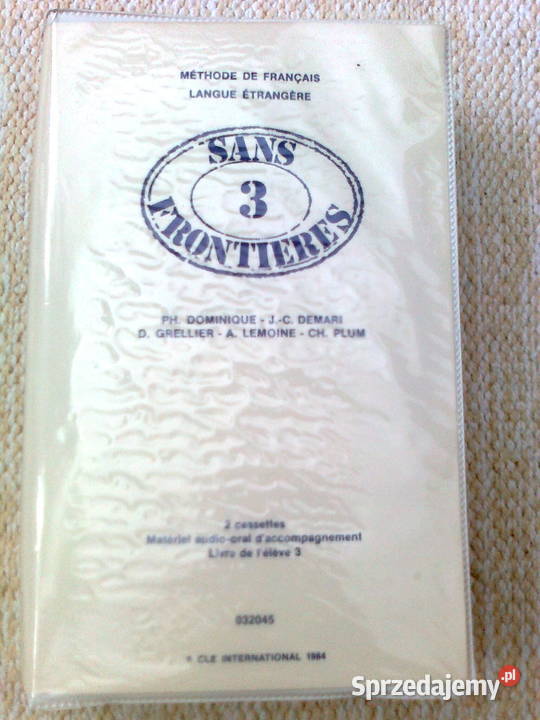 MÉTHODE DE FRANÇAIS
LANGUE ÉTRANGÈRE
SANS
3
FRONTIERES
PH. DOMINIQUE - J.-C. DEMARI
D. GRELLIER - A. LEMOINE - CH. PLUM
2 cassettes
Matériel audio-oral d'accompagnement
Livre de l'élève 3
032045
© CLE INTERNATIONAL 1984
Sprzedajemy.pl